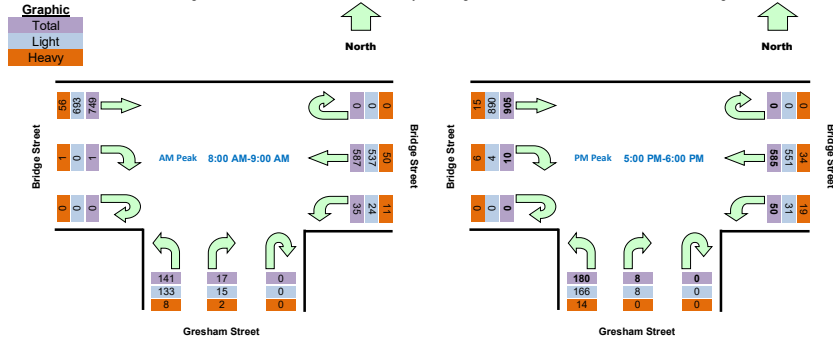 Graphic
Total
Light
Heavy
North
North
Bridge Street
56 693 749
1 0 1
0 0 0
AM Peak 8:00 AM-9:00 AM
0 0 0
587 537 50
35 24 11
Bridge Street
141 17 0
133 15 0
8 2 0
Gresham Street
Bridge Street
15 890 905
6 4 10
0 0 0
PM Peak 5:00 PM-6:00 PM
0 0 0
585 551 34
50 31 19
Bridge Street
180 8 0
166 8 0
14 0 0
Gresham Street